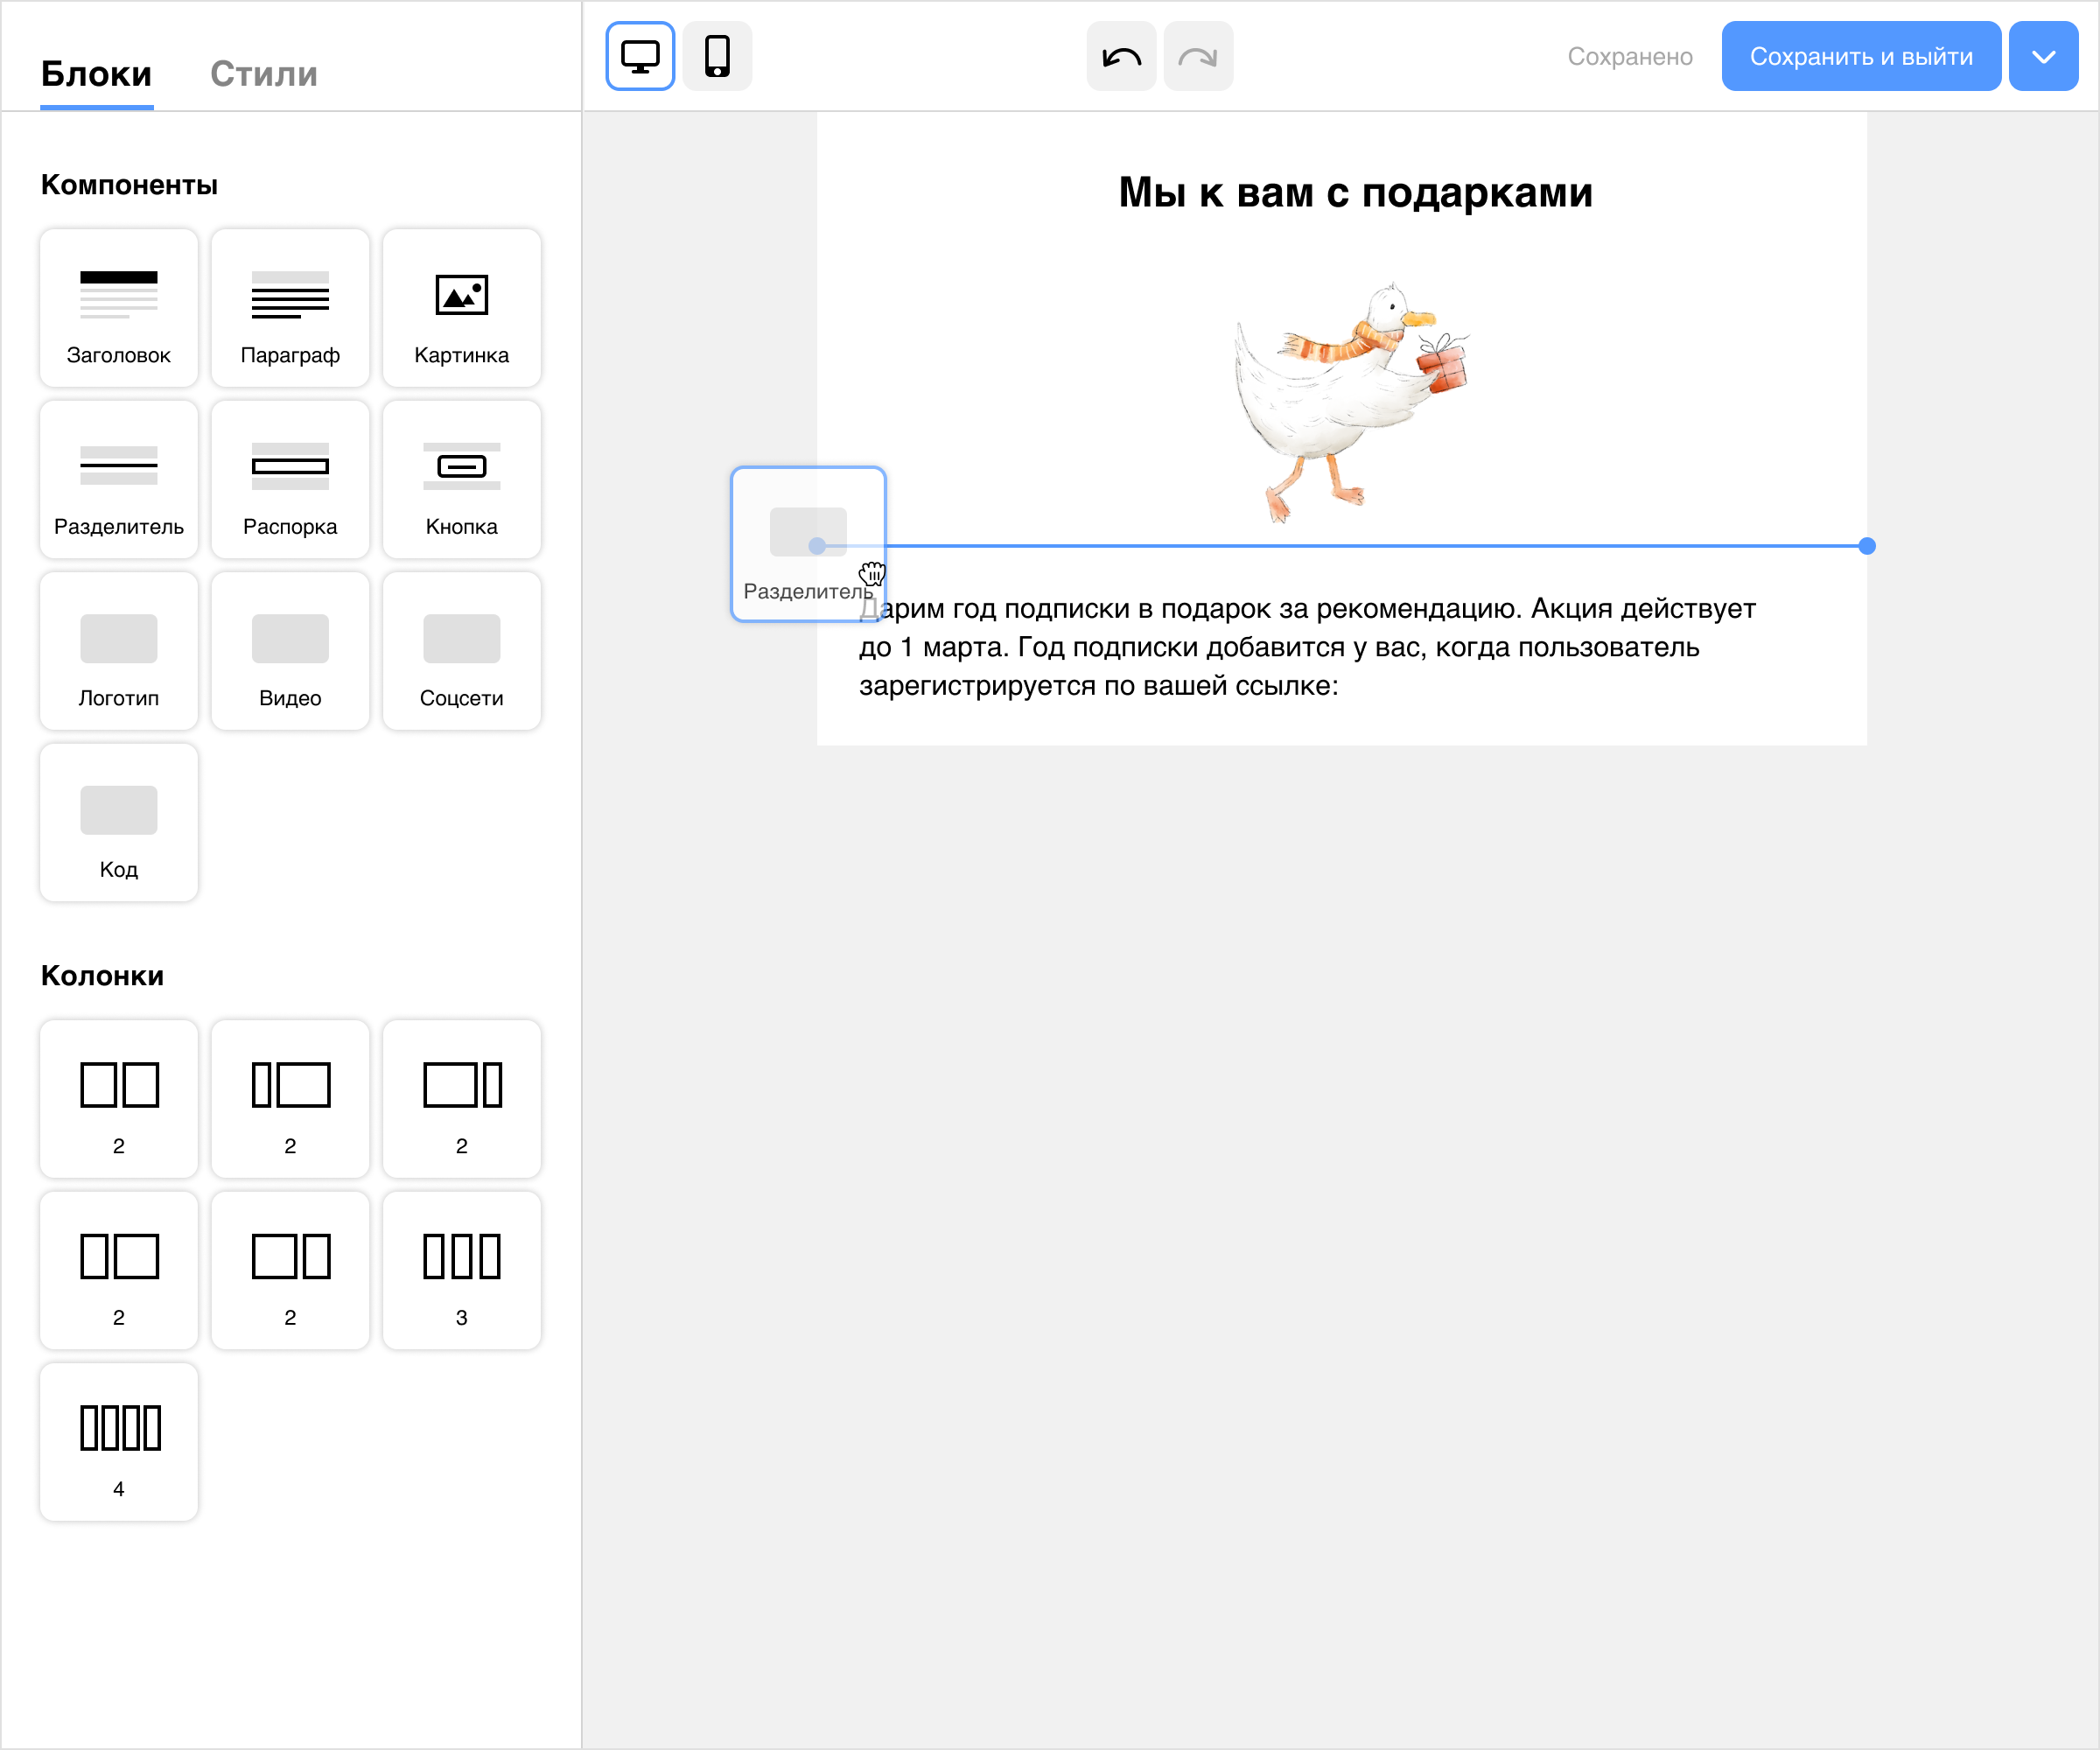 Блоки
Стили
Сохранено
Сохранить и выйти
Компоненты
Заголовок
Параграф
Картинка
Разделитель
Распорка
Кнопка
Логотип
Видео
Соцсети
Код
Колонки
2
2
2
2
2
3
4
Мы к вам с подарками
Разделитель
Дарим год подписки в подарок за рекомендацию. Акция действует
до 1 марта. Год подписки добавится у вас, когда пользователь
зарегистрируется по вашей ссылке: